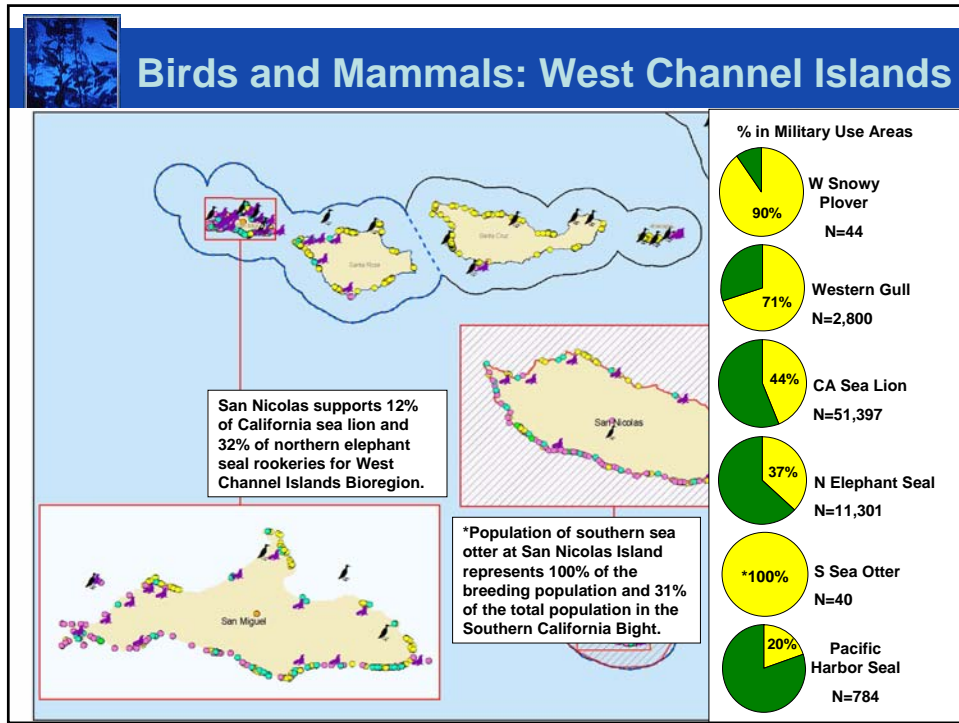 Birds and Mammals: West Channel Islands
% in Military Use Areas
90%
W Snowy
Plover
N=44
71%
Western Gull
N=2,800
44%
CA Sea Lion
N=51,397
37%
N Elephant Seal
N=11,301
*100%
S Sea Otter
N=40
20%
Pacific
Harbor Seal
N=784
Santa Rosa
Santa Cruz
San Nicolas supports 12%
of California sea lion and
32% of northern elephant
seal rookeries for West
Channel Islands Bioregion.
San Nicolas
*Population of southern sea
otter at San Nicolas Island
represents 100% of the
breeding population and 31%
of the total population in the
Southern California Bight.
San Miguel